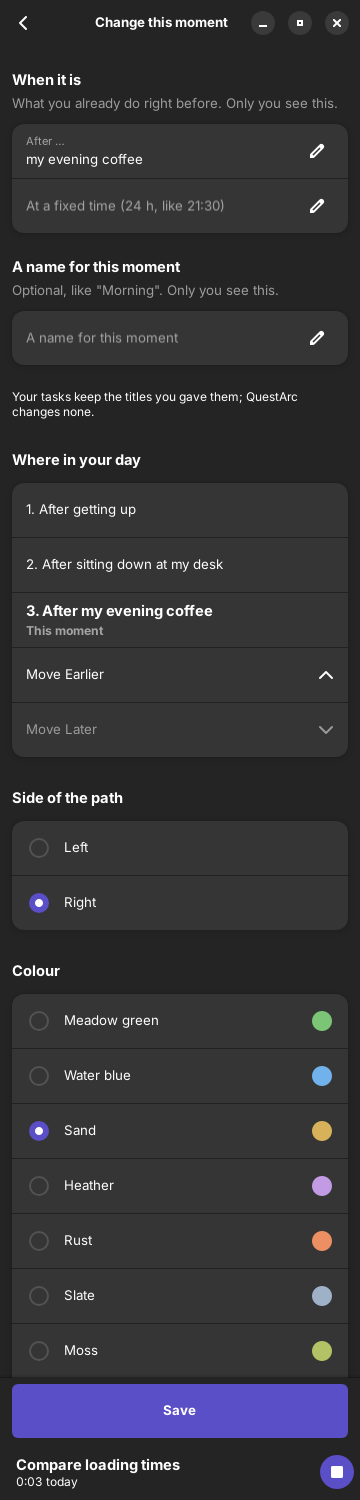 Change this moment
When it is
What you already do right before. Only you see this.
After …
my evening coffee
At a fixed time (24 h, like 21:30)
A name for this moment
Optional, like "Morning". Only you see this.
A name for this moment
Your tasks keep the titles you gave them; QuestArc
changes none.
Where in your day
1. After getting up
2. After sitting down at my desk
3. After my evening coffee
This moment
Move Earlier
Move Later
Side of the path
Left
Right
Colour
Meadow green
Water blue
Sand
Heather
Rust
Slate
Moss
Save
Compare loading times
0:03 today